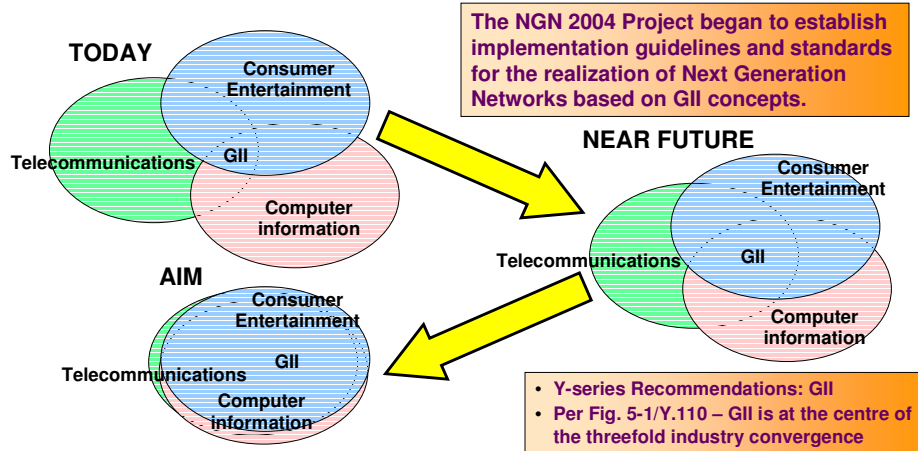 TODAY
Consumer
Entertainment
Telecommunications
GII
Computer
information
The NGN 2004 Project began to establish
implementation guidelines and standards
for the realization of Next Generation
Networks based on GII concepts.
NEAR FUTURE
Consumer
Entertainment
Telecommunications
GII
Computer
information
AIM
Consumer
Entertainment
GII
Telecommunications
Computer
information
• Y-series Recommendations: GII
• Per Fig. 5-1/Y.110 – GII is at the centre of
the threefold industry convergence